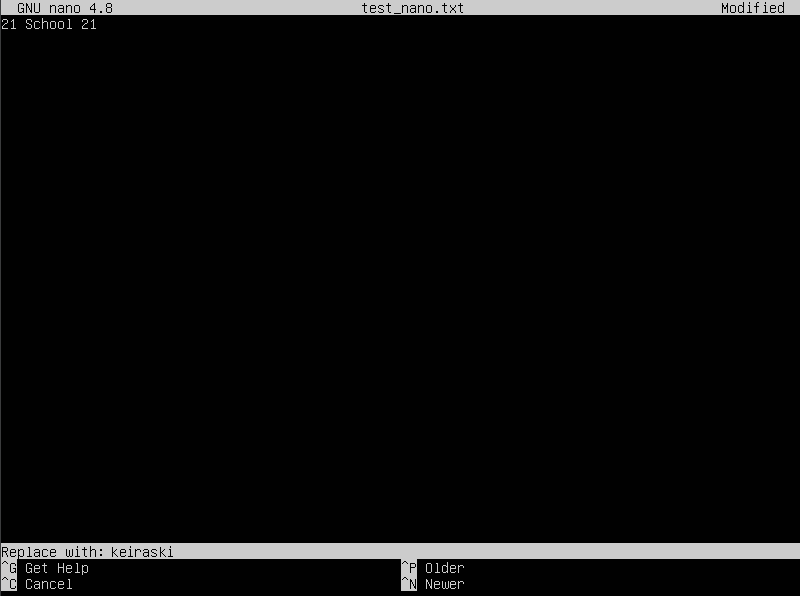 GNU nano 4.8 test_nano.txt Modified
21 School 21
Replace with: keiraski
^G Get Help ^P Older
^C Cancel ^N Newer